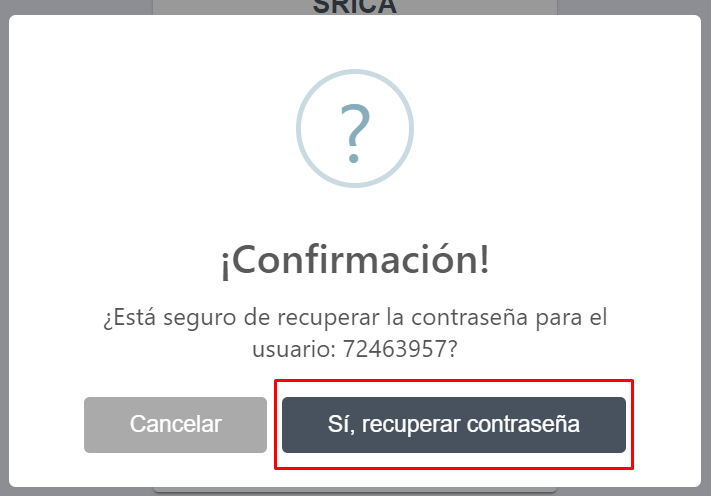 SRICA
?
¡Confirmación!
¿Está seguro de recuperar la contraseña para el
usuario: 72463957?
Cancelar
Sí, recuperar contraseña